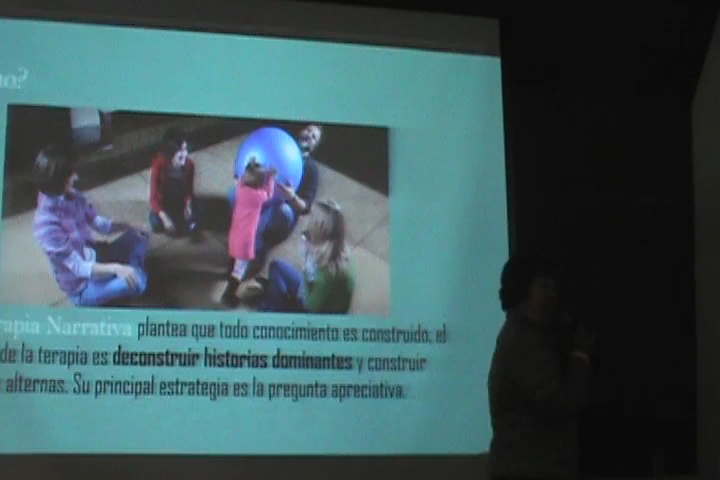 no?
rapia Narrativa plantea que todo conocimiento es construido, el
de la terapia es deconstruir historias dominantes y construir
alternas. Su principal estrategia es la pregunta apreciativa.